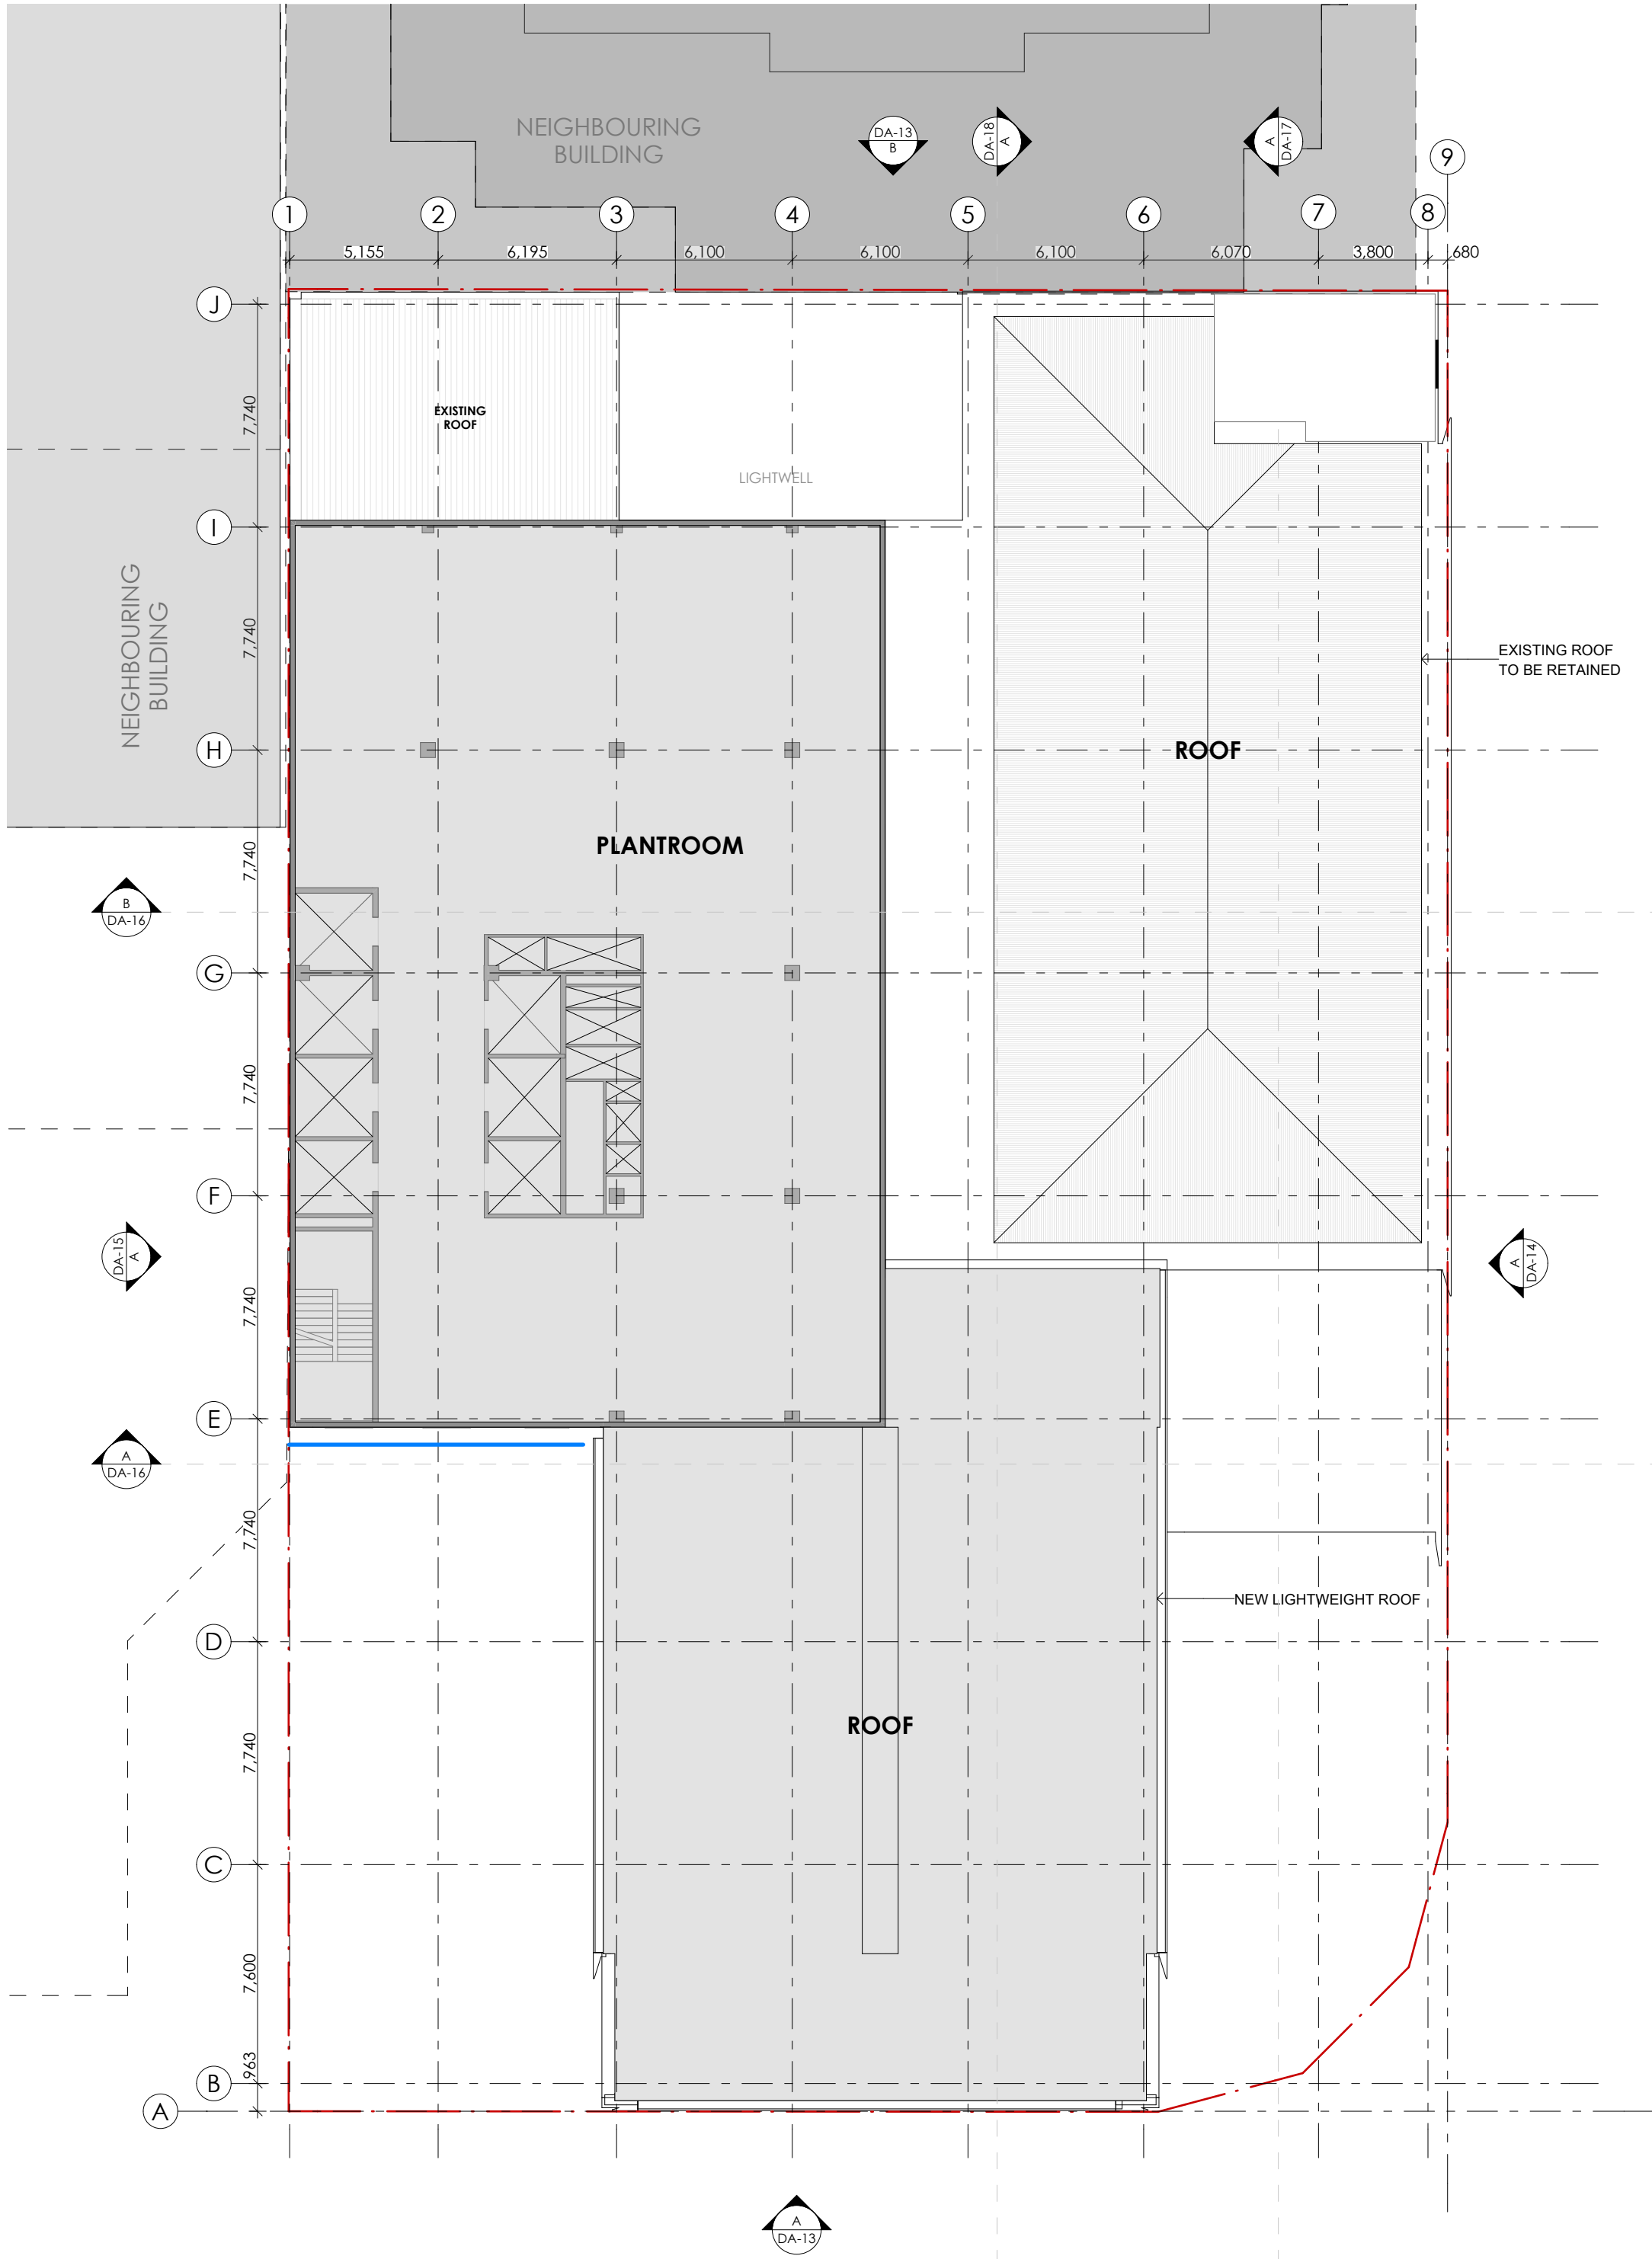 NEIGHBOURING
BUILDING
DA-13
B
DA-18
A
A
DA-17
9
1
2
3
4
5
6
7
8
5,155
6,195
6,100
6,100
6,100
6,070
3,800
680
J
7,740
EXISTING
ROOF
LIGHTWELL
I
NEIGHBOURING
BUILDING
7,740
EXISTING ROOF
TO BE RETAINED
H
ROOF
PLANTROOM
7,740
B
DA-16
G
7,740
F
DA-15
A
A
DA-14
7,740
E
A
DA-16
7,740
NEW LIGHTWEIGHT ROOF
D
ROOF
7,740
C
7,600
963
B
A
A
DA-13